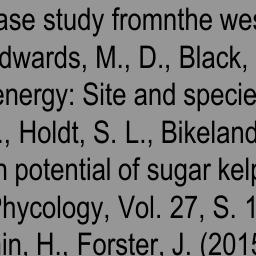 ase study fromnthe wes
dwards, M., D., Black,
energy: Site and specie
., Holdt, S. L., Bikeland
n potential of sugar kelp
Phycology, Vol. 27, S. 1
in, H., Forster, J. (2015